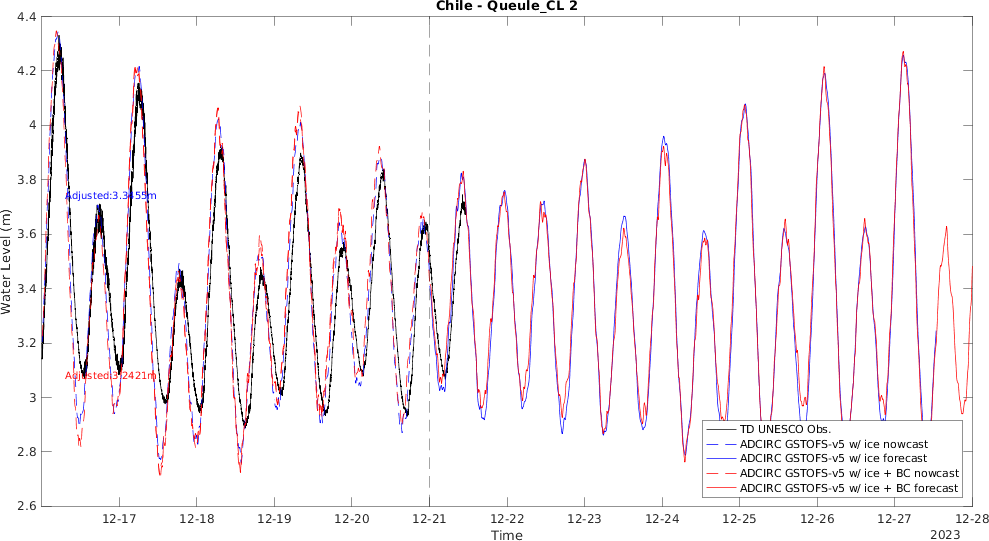 Chile - Queule_CL 2
4.4
4.2
4
3.8
3.6
3.4
3.2
3
2.8
2.6
Water Level (m)
Adjusted:3.3455m
Adjusted:3.2421m
TD UNESCO Obs.
ADCIRC GSTOFS-v5 w/ ice nowcast
ADCIRC GSTOFS-v5 w/ ice forecast
ADCIRC GSTOFS-v5 w/ ice + BC nowcast
ADCIRC GSTOFS-v5 w/ ice + BC forecast
12-17 12-18 12-19 12-20 12-21 12-22 12-23 12-24 12-25 12-26 12-27 12-28
Time
2023